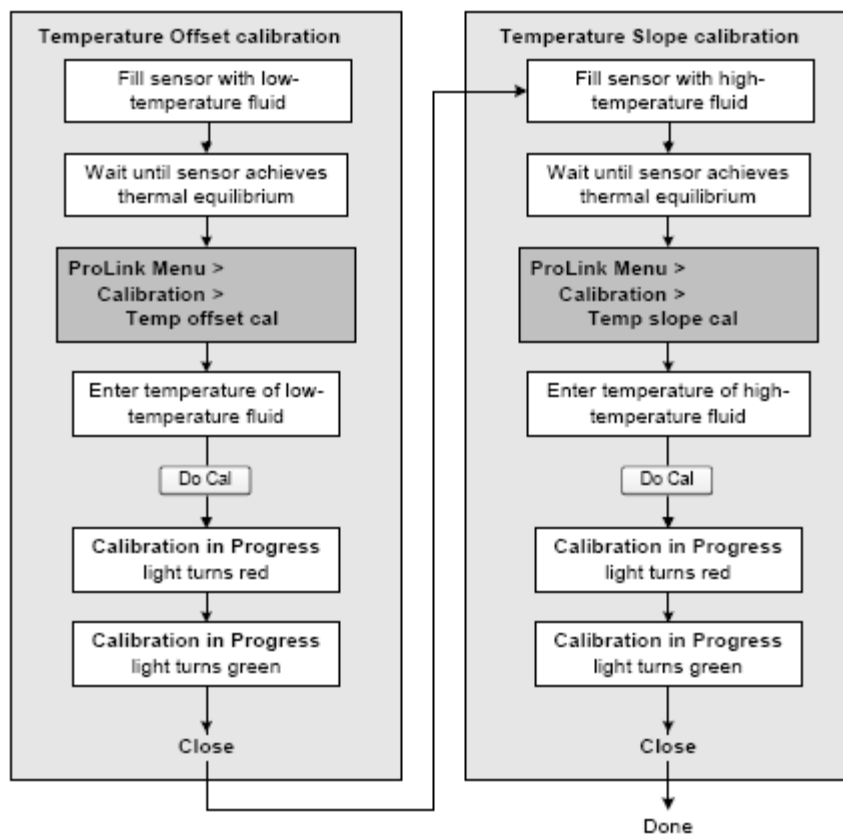 Temperature Offset calibration
Fill sensor with low-
temperature fluid
Wait until sensor achieves
thermal equilibrium
ProLink Menu >
Calibration >
Temp offset cal
Enter temperature of low-
temperature fluid
Do Cal
Calibration in Progress
light turns red
Calibration in Progress
light turns green
Close
Temperature Slope calibration
Fill sensor with high-
temperature fluid
Wait until sensor achieves
thermal equilibrium
ProLink Menu >
Calibration >
Temp slope cal
Enter temperature of high-
temperature fluid
Do Cal
Calibration in Progress
light turns red
Calibration in Progress
light turns green
Close
Done